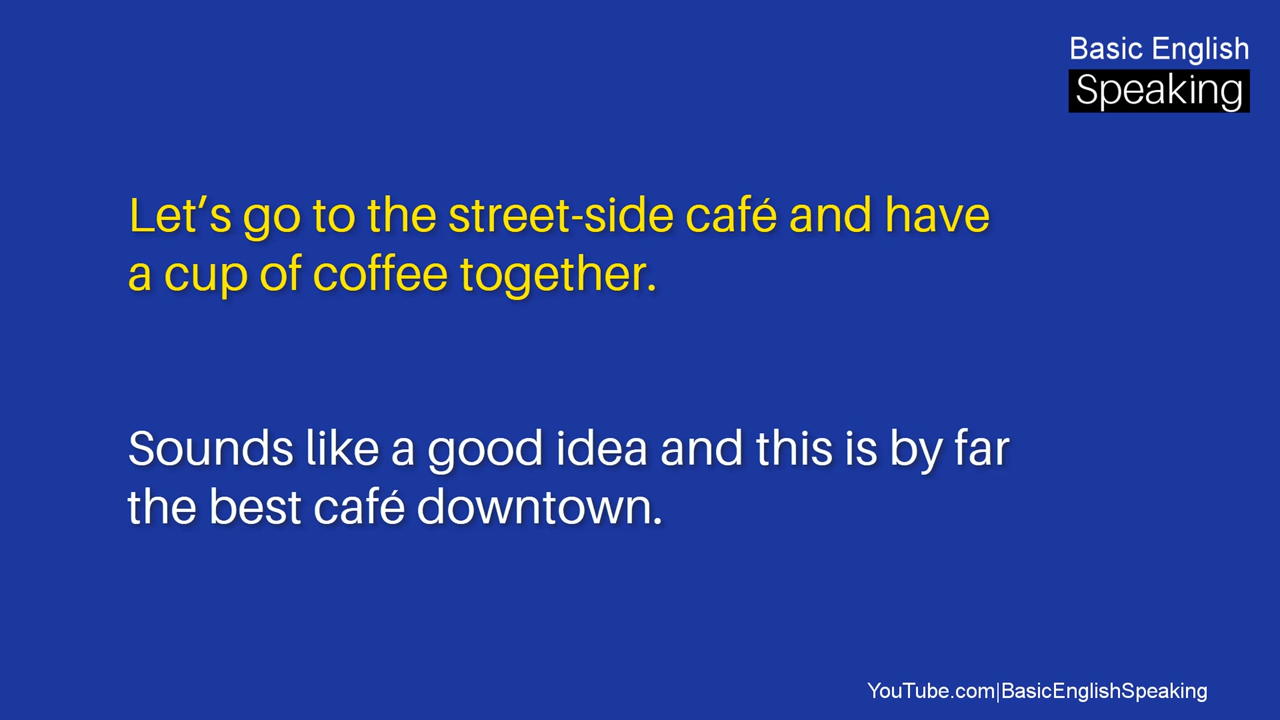 Basic English
Speaking
Let’s go to the street-side café and have
a cup of coffee together.
Sounds like a good idea and this is by far
the best café downtown.
YouTube.com|BasicEnglishSpeaking